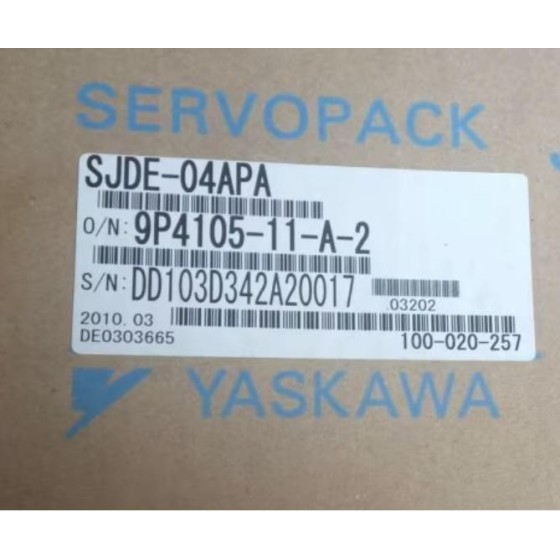 SERVOPACK
SJDE-04APA
O/N: 9P4105-11-A-2
S/N: DD103D342A20017
03202
2010.03
DE0303665
100-020-257
YASKAWA